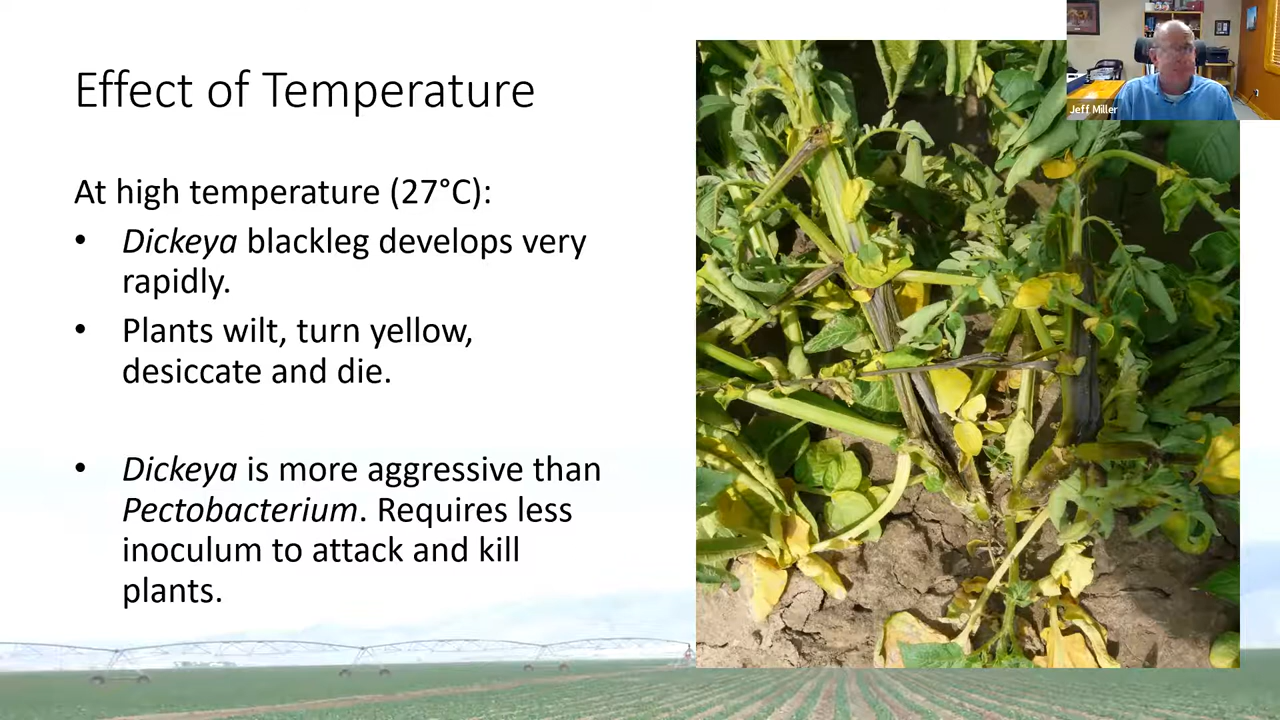 Effect of Temperature
Jeff Miller
At high temperature (27°C):
• Dickeya blackleg develops very
rapidly.
• Plants wilt, turn yellow,
desiccate and die.
• Dickeya is more aggressive than
Pectobacterium. Requires less
inoculum to attack and kill
plants.